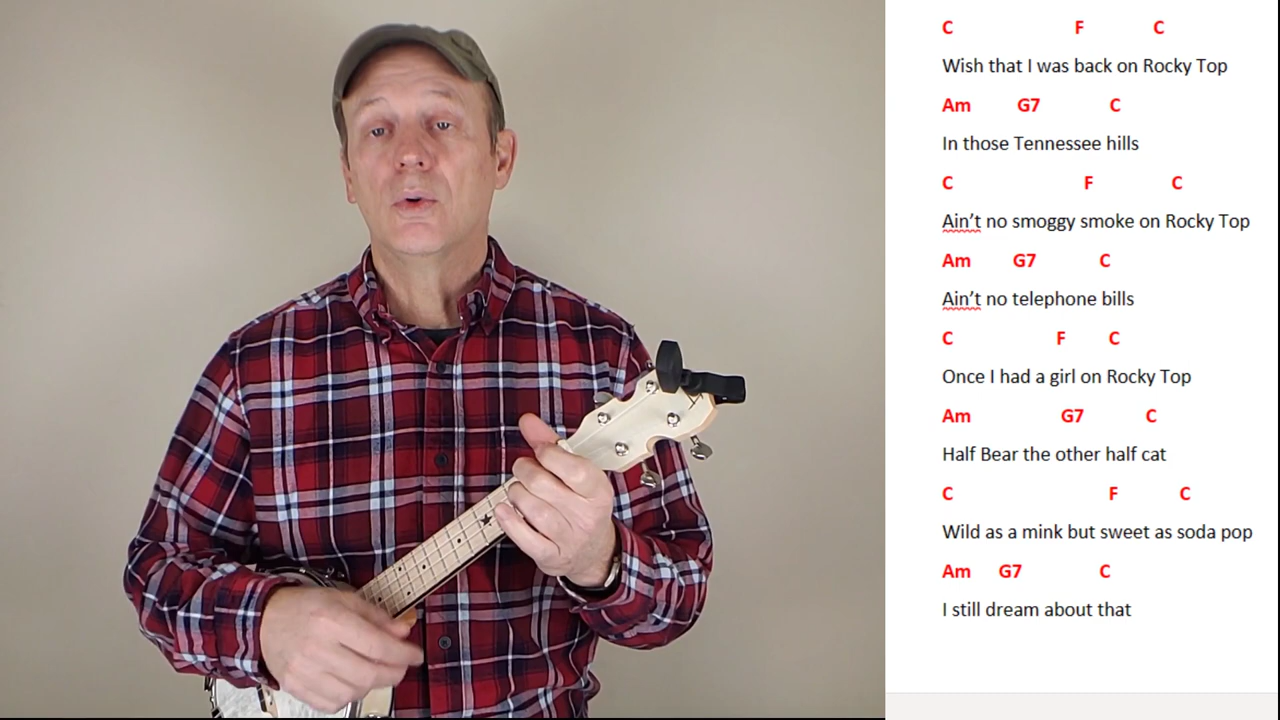 C F C
Wish that I was back on Rocky Top
Am G7 C
In those Tennessee hills
C F C
Ain't no smoggy smoke on Rocky Top
Am G7 C
Ain't no telephone bills
C F C
Once I had a girl on Rocky Top
Am G7 C
Half Bear the other half cat
C F C
Wild as a mink but sweet as soda pop
Am G7 C
I still dream about that